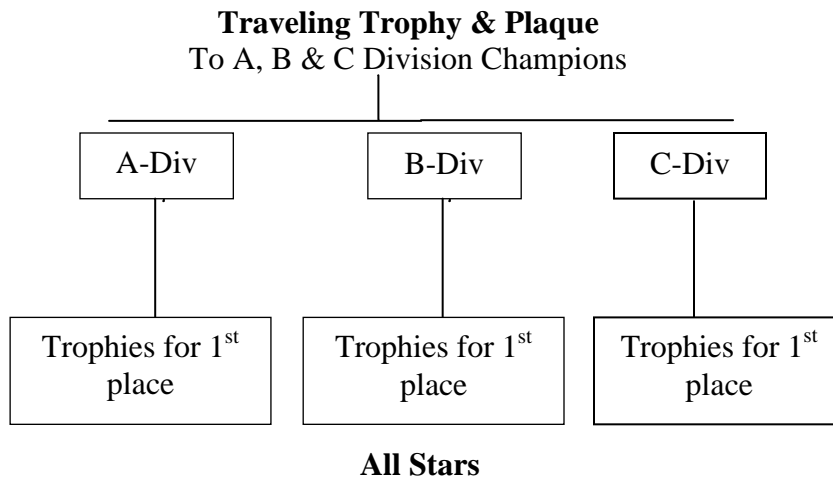 Traveling Trophy & Plaque
To A, B & C Division Champions
A-Div
B-Div
C-Div
Trophies for 1st
place
Trophies for 1st
place
Trophies for 1st
place
All Stars